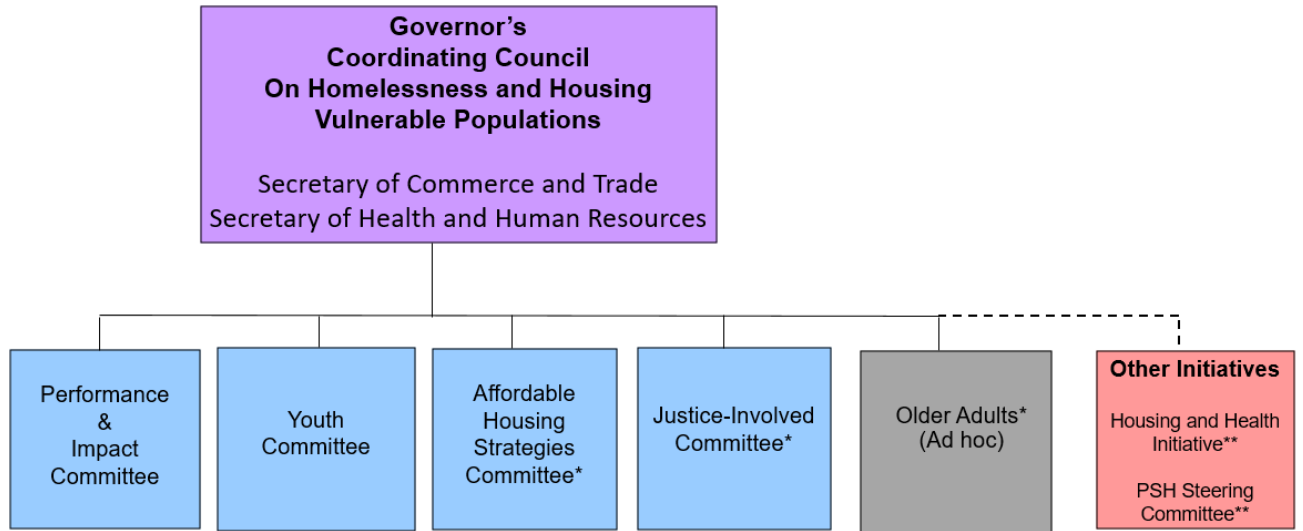 Governor’s
Coordinating Council
On Homelessness and Housing
Vulnerable Populations
Secretary of Commerce and Trade
Secretary of Health and Human Resources
Performance
&
Impact
Committee
Youth
Committee
Affordable
Housing
Strategies
Committee*
Justice-Involved
Committee*
Older Adults*
(Ad hoc)
Other Initiatives
Housing and Health
Initiative**
PSH Steering
Committee**